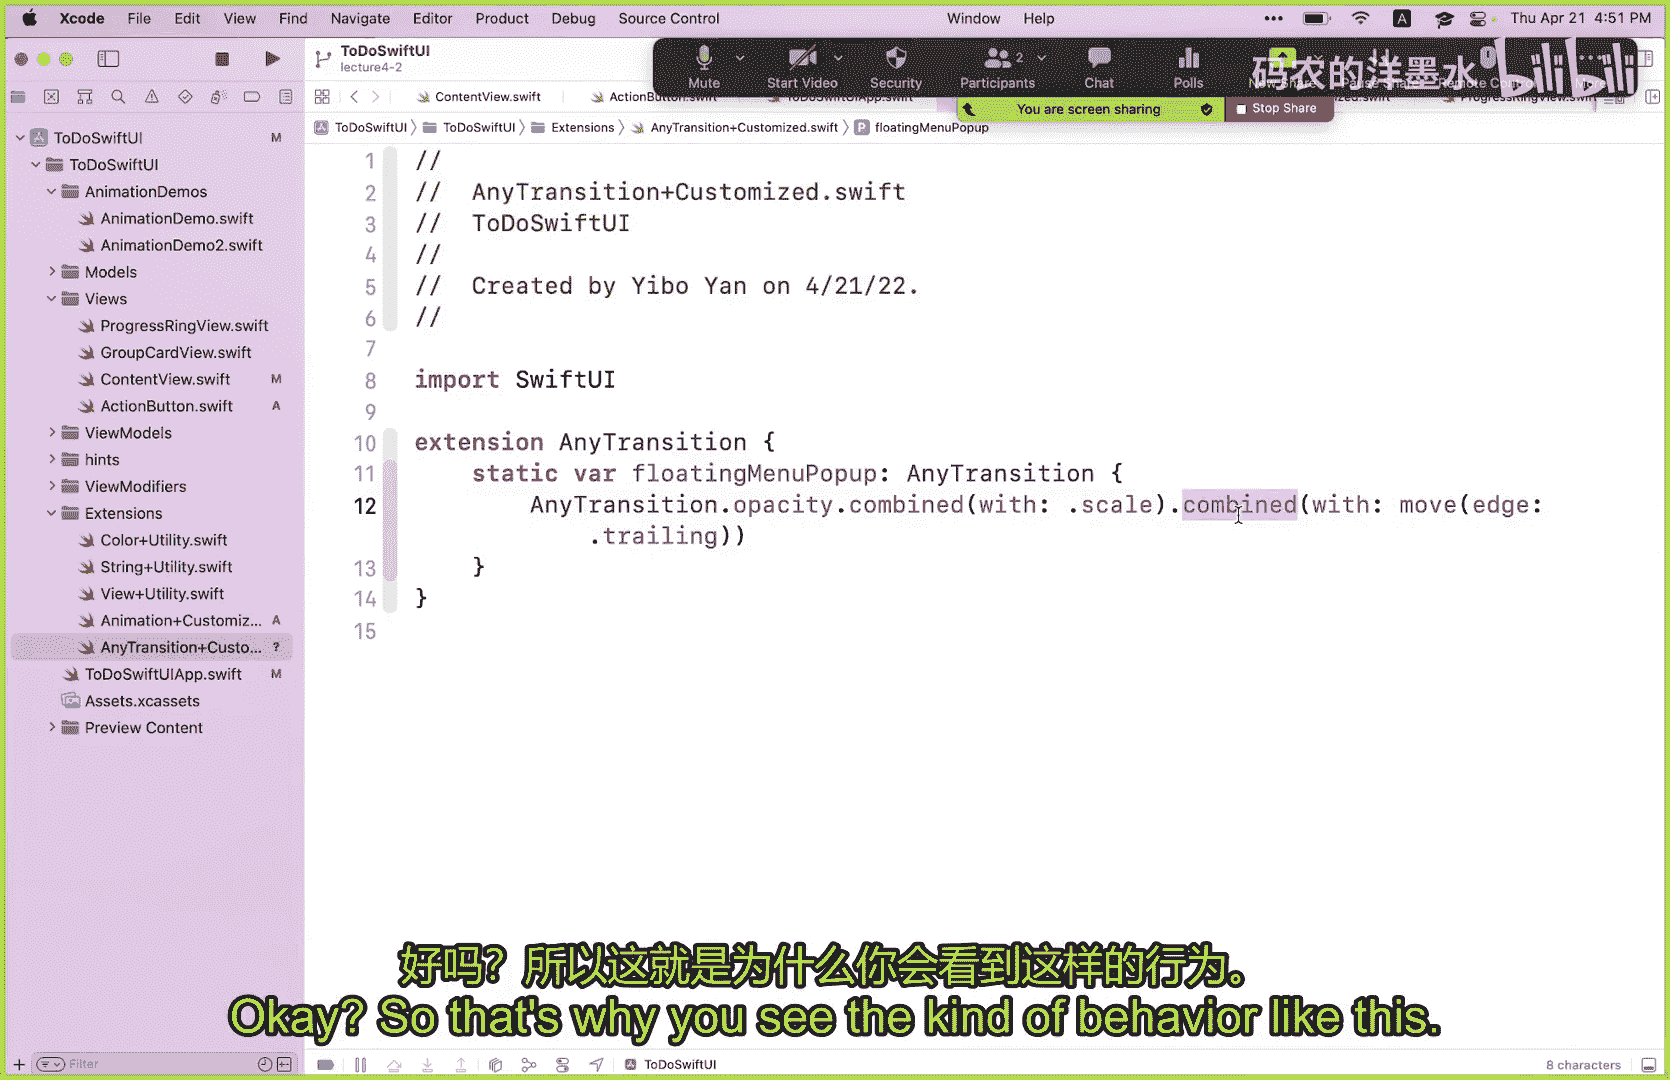 Xcode File Edit View Find Navigate Editor Product Debug Source Control Window Help Thu Apr 21 4:51 PM
ToDoSwiftUI
lecture4-2
Mute Start Video Security Participants 2 Chat Polls
码农的洋墨水
You are screen sharing Stop Share
ContentView.swift
ToDoSwiftUI ToDoSwiftUI Extensions AnyTransition+Customized.swift floatingMenuPopup
ToDoSwiftUI M
ToDoSwiftUI
AnimationDemos
AnimationDemo.swift
AnimationDemo2.swift
Models
Views
ProgressRingView.swift
GroupCardView.swift
ContentView.swift M
ActionButton.swift A
ViewModels
hints
ViewModifiers
Extensions
Color+Utility.swift
String+Utility.swift
View+Utility.swift
Animation+Customiz... A
AnyTransition+Custo... ?
ToDoSwiftUIApp.swift M
Assets.xcassets
Preview Content
1 //
2 // AnyTransition+Customized.swift
3 // ToDoSwiftUI
4 //
5 // Created by Yibo Yan on 4/21/22.
6 //
7
8 import SwiftUI
9
10 extension AnyTransition {
11 static var floatingMenuPopup: AnyTransition {
12 AnyTransition.opacity.combined(with: .scale).combined(with: move(edge:
.trailing))
13 }
14 }
15
好吗？所以这就是为什么你会看到这样的行为。
Okay? So that's why you see the kind of behavior like this.
Filter ToDoSwiftUI 8 characters